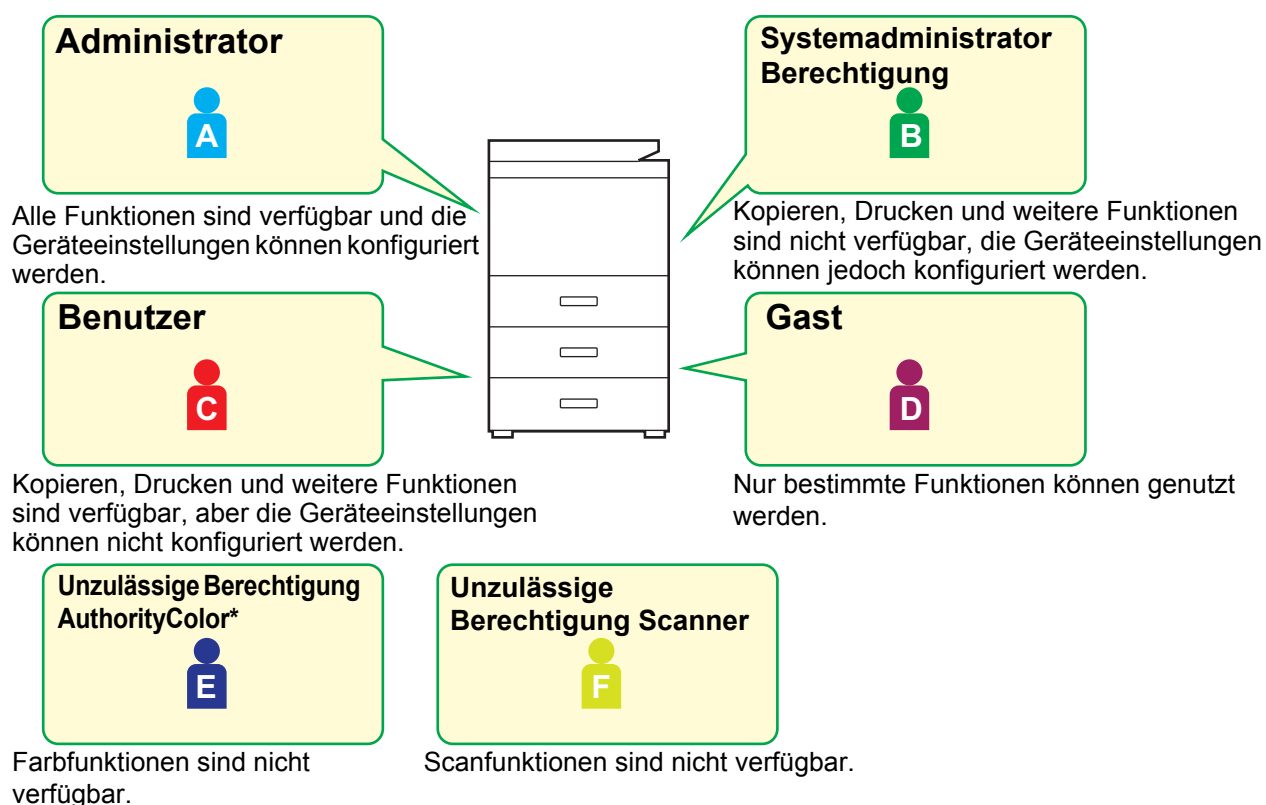 Administrator
A
Alle Funktionen sind verfügbar und die
Geräteeinstellungen können konfiguriert
werden.
Systemadministrator
Berechtigung
B
Kopieren, Drucken und weitere Funktionen
sind nicht verfügbar, die Geräteeinstellungen
können jedoch konfiguriert werden.
Benutzer
C
Kopieren, Drucken und weitere Funktionen
sind verfügbar, aber die Geräteeinstellungen
können nicht konfiguriert werden.
Gast
D
Nur bestimmte Funktionen können genutzt
werden.
Unzulässige Berechtigung
AuthorityColor*
E
Farbfunktionen sind nicht
verfügbar.
Unzulässige
Berechtigung Scanner
F
Scanfunktionen sind nicht verfügbar.